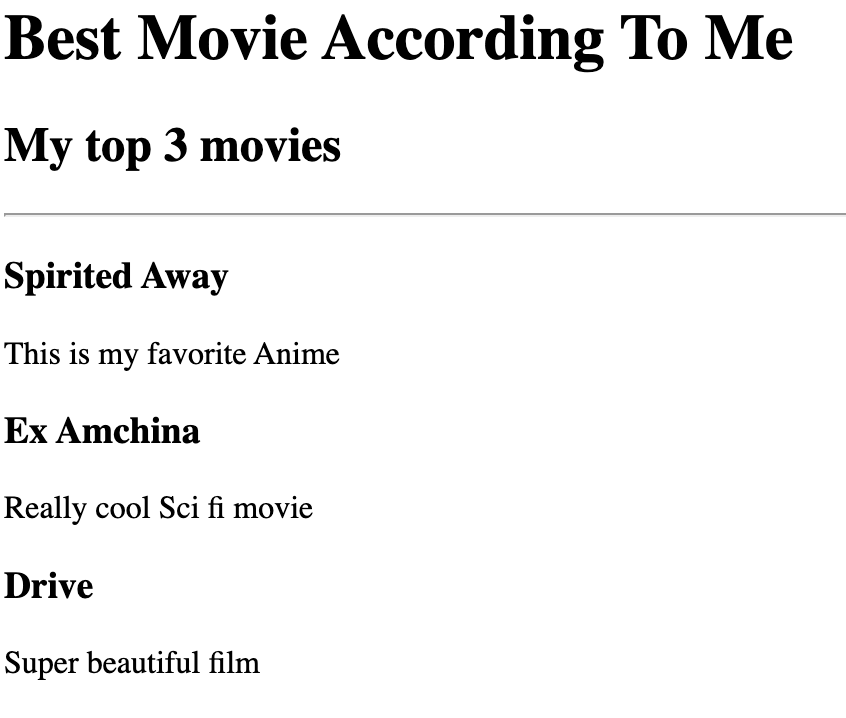 Best Movie According To Me
My top 3 movies
Spirited Away
This is my favorite Anime
Ex Amchina
Really cool Sci fi movie
Drive
Super beautiful film